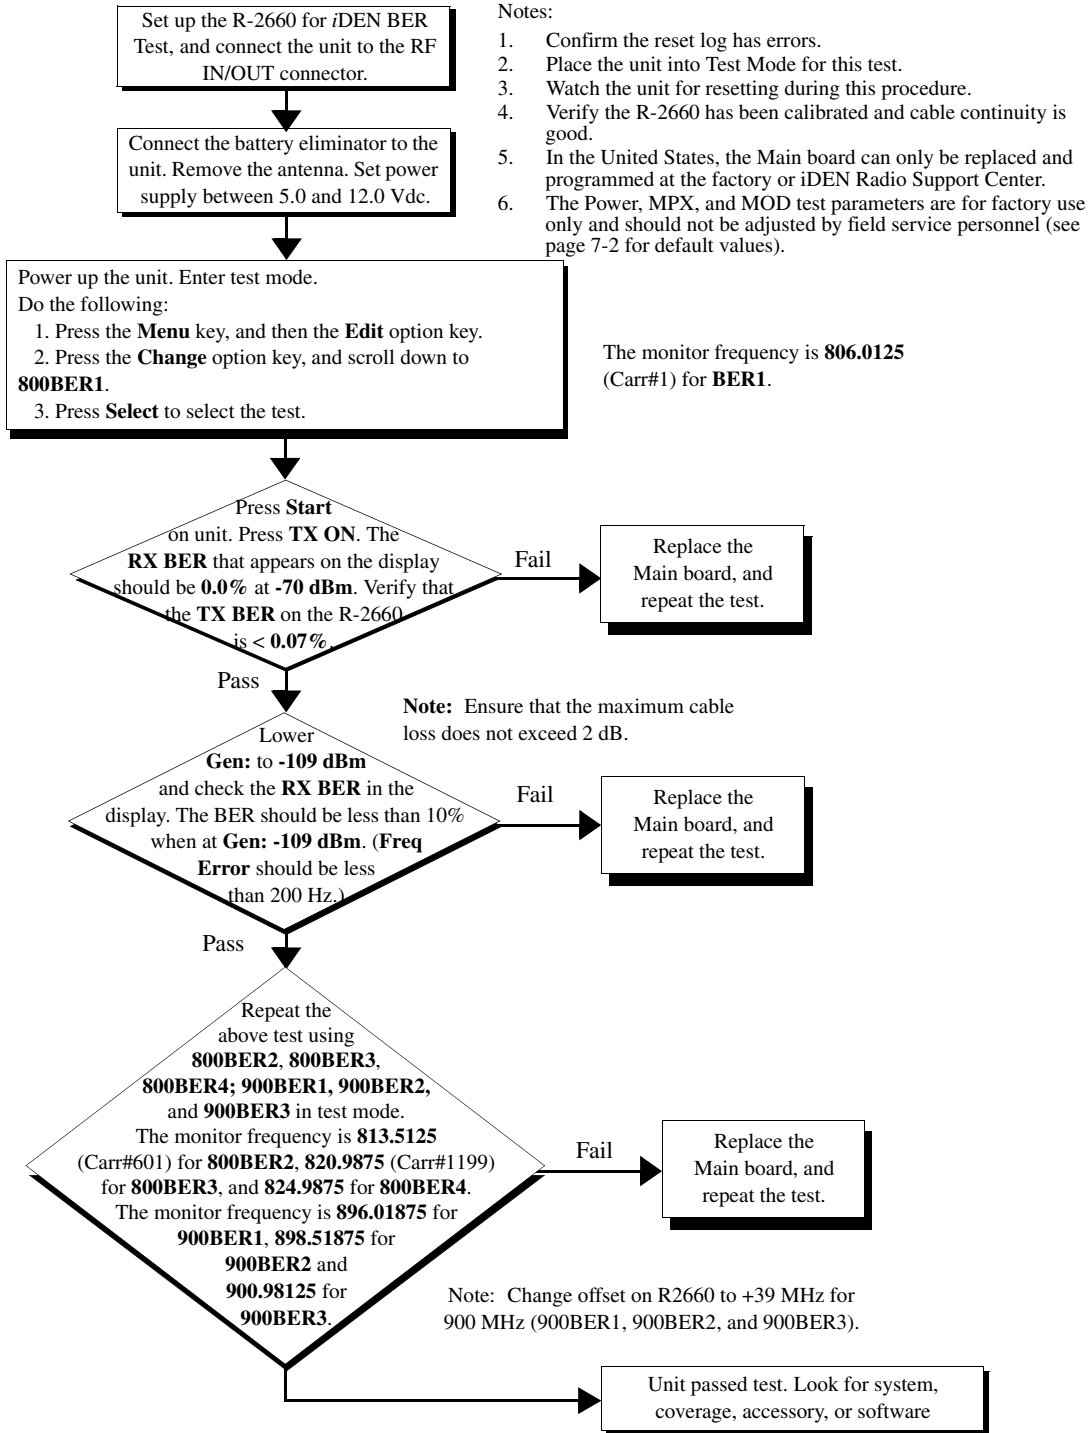 Set up the R-2660 for iDEN BER
Test, and connect the unit to the RF
IN/OUT connector.
Connect the battery eliminator to the
unit. Remove the antenna. Set power
supply between 5.0 and 12.0 Vdc.
Notes:
1. Confirm the reset log has errors.
2. Place the unit into Test Mode for this test.
3. Watch the unit for resetting during this procedure.
4. Verify the R-2660 has been calibrated and cable continuity is
good.
5. In the United States, the Main board can only be replaced and
programmed at the factory or iDEN Radio Support Center.
6. The Power, MPX, and MOD test parameters are for factory use
only and should not be adjusted by field service personnel (see
page 7-2 for default values).
Power up the unit. Enter test mode.
Do the following:
1. Press the Menu key, and then the Edit option key.
2. Press the Change option key, and scroll down to
800BER1.
3. Press Select to select the test.
The monitor frequency is 806.0125
(Carr#1) for BER1.
Press Start
on unit. Press TX ON. The
RX BER that appears on the display
should be 0.0% at -70 dBm. Verify that
the TX BER on the R-2660
is < 0.07%.
Fail
Replace the
Main board, and
repeat the test.
Pass
Note: Ensure that the maximum cable
loss does not exceed 2 dB.
Lower
Gen: to -109 dBm
and check the RX BER in the
display. The BER should be less than 10%
when at Gen: -109 dBm. (Freq
Error should be less
than 200 Hz.)
Fail
Replace the
Main board, and
repeat the test.
Pass
Repeat the
above test using
800BER2, 800BER3,
800BER4; 900BER1, 900BER2,
and 900BER3 in test mode.
The monitor frequency is 813.5125
(Carr#601) for 800BER2, 820.9875 (Carr#1199)
for 800BER3, and 824.9875 for 800BER4.
The monitor frequency is 896.01875 for
900BER1, 898.51875 for
900BER2 and
900.98125 for
900BER3.
Fail
Replace the
Main board, and
repeat the test.
Note: Change offset on R2660 to +39 MHz for
900 MHz (900BER1, 900BER2, and 900BER3).
Unit passed test. Look for system,
coverage, accessory, or software